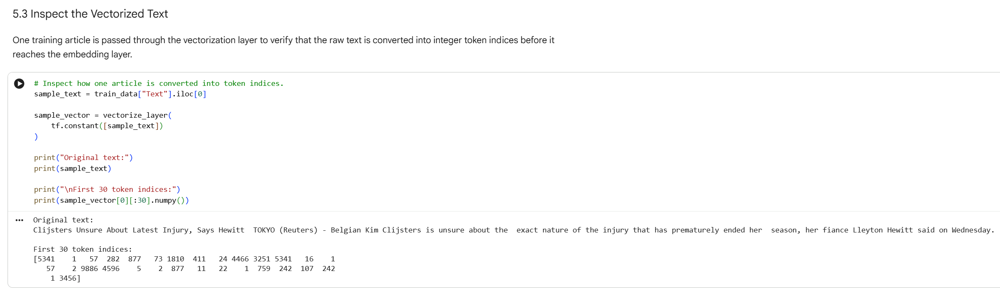 5.3 Inspect the Vectorized Text
One training article is passed through the vectorization layer to verify that the raw text is converted into integer token indices before it
reaches the embedding layer.
# Inspect how one article is converted into token indices.
sample_text = train_data["Text"].iloc[0]
sample_vector = vectorize_layer(
    tf.constant([sample_text])
)
print("Original text:")
print(sample_text)
print("\nFirst 30 token indices:")
print(sample_vector[0][:30].numpy())
Original text:
Clijsters Unsure About Latest Injury, Says Hewitt  TOKYO (Reuters) - Belgian Kim Clijsters is unsure about the  exact nature of the injury that has prematurely ended her  season, her fiance Lleyton Hewitt said on Wednesday.
First 30 token indices:
[5341    1   57  282  877   73 1810  411   24 4466 3251 5341   16    1
   57    2 9886 4596    5    2  877   11   22    1  759  242  107  242
    1 3456]